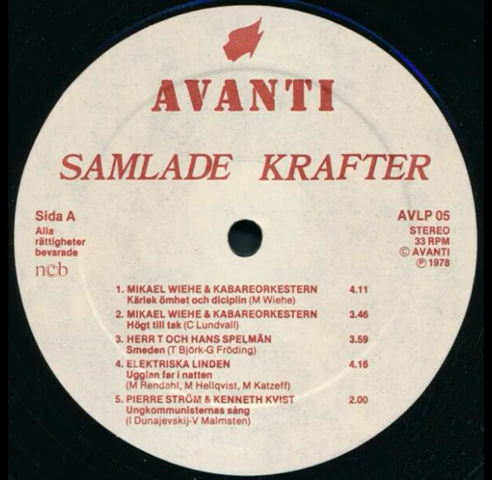 AVANTI
SAMLADE KRAFTER
Sida A
Alla
rättigheter
bevarade
ncb
AVLP 05
STEREO
33 RPM
© AVANTI
℗ 1978
1. MIKAEL WIEHE & KABAREORKESTERN 4.11
Kärlek ömhet och diciplin (M Wiehe)
2. MIKAEL WIEHE & KABAREORKESTERN 3.46
Högt till tak (C Lundvall)
3. HERR T OCH HANS SPELMÄN 3.59
Smeden (T Björk-G Fröding)
4. ELEKTRISKA LINDEN 4.16
Ugglan far i natten
(M Rendahl, M Hellqvist, M Katzeff)
5. PIERRE STRÖM & KENNETH KVIST 2.00
Ungkommunisternas sång
(I Dunajevskij-V Malmsten)